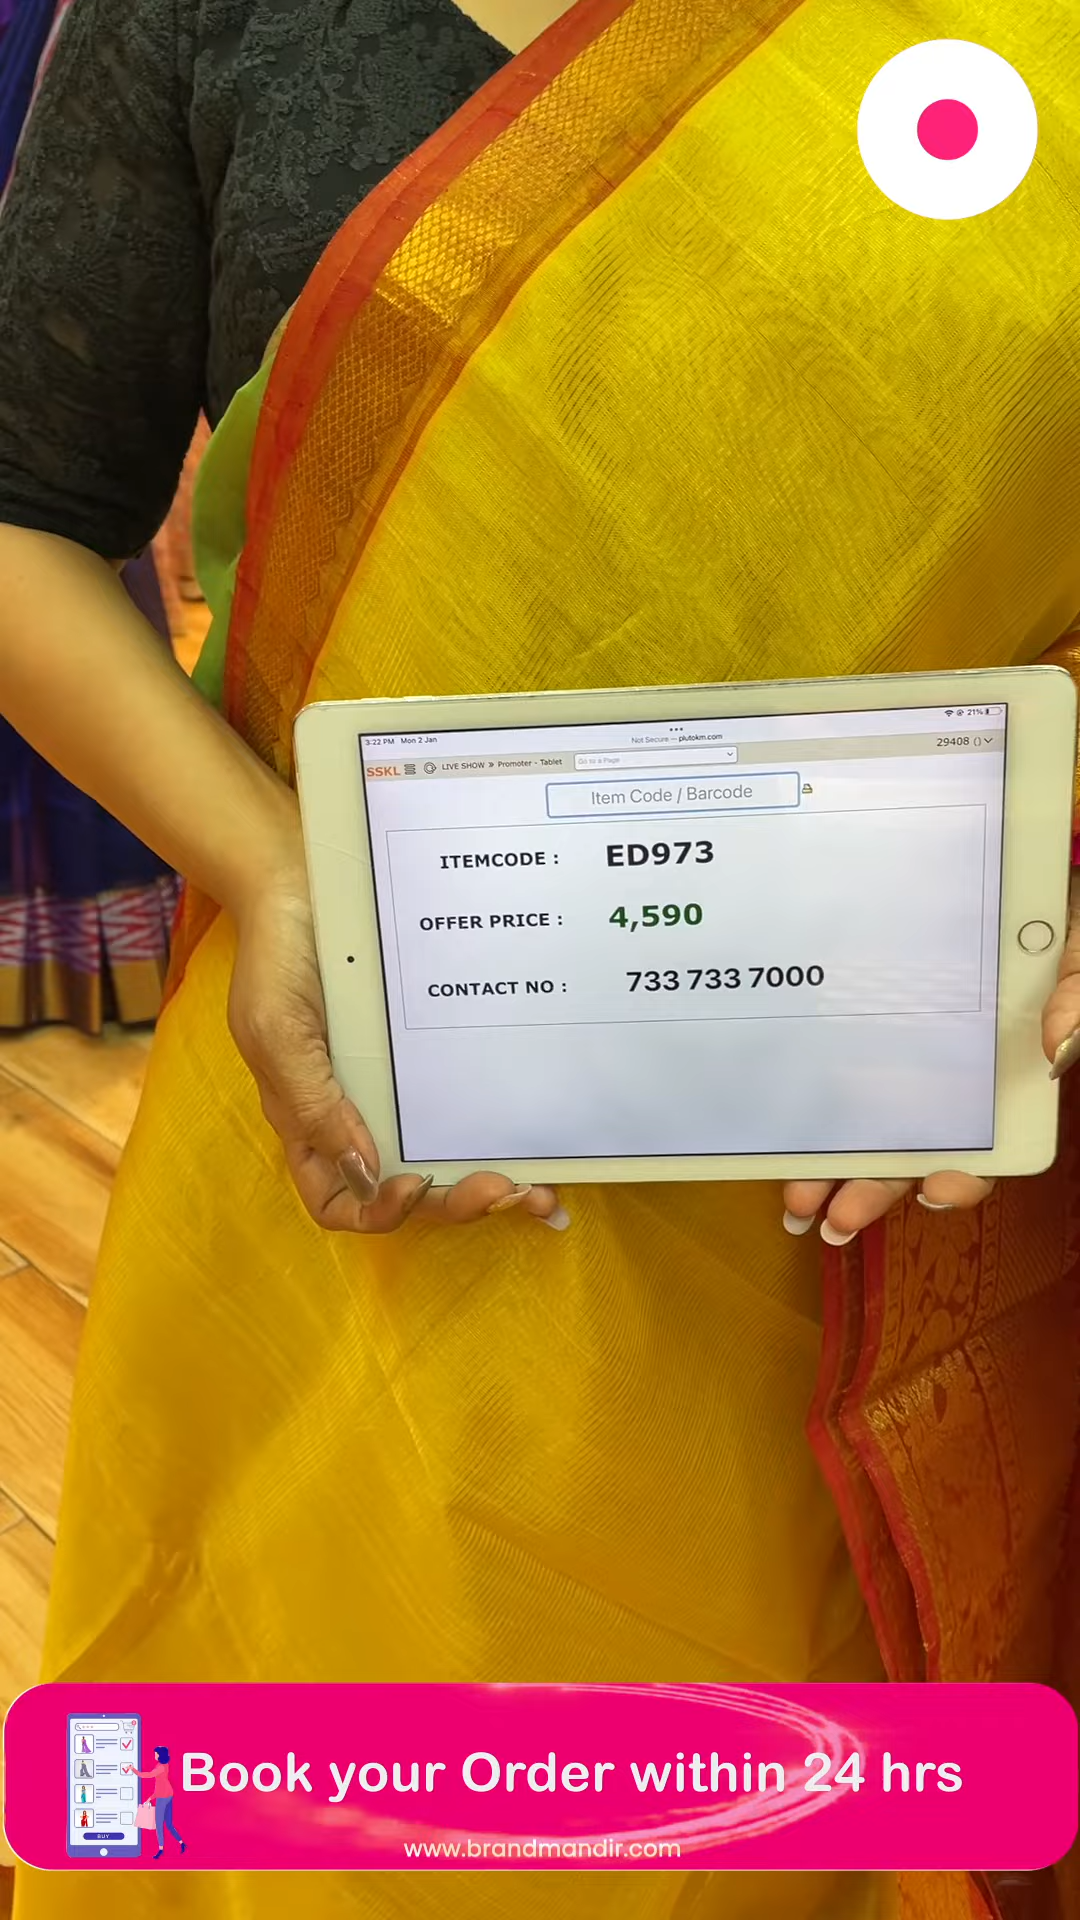 3:22 PM Mon 2 Jan
21%
Not Secure — plutokm.com
SSKL LIVE SHOW » Promoter - Tablet
Go to a Page
29408 ()
Item Code / Barcode
ITEMCODE : ED973
OFFER PRICE : 4,590
CONTACT NO : 733 733 7000
BUY
Book your Order within 24 hrs
www.brandmandir.com